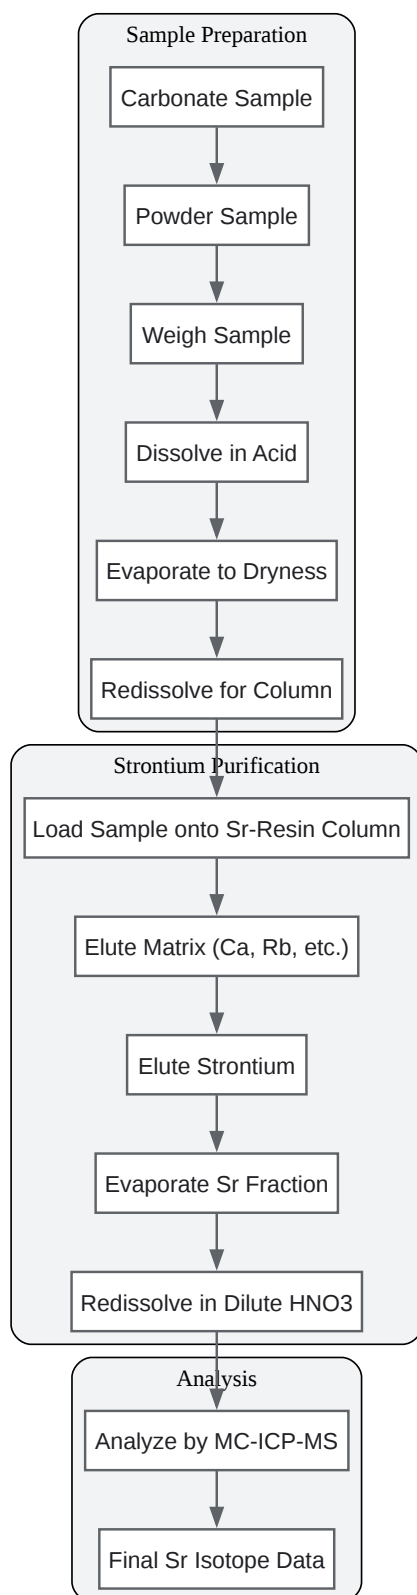 Sample Preparation
Carbonate Sample
Powder Sample
Weigh Sample
Dissolve in Acid
Evaporate to Dryness
Redissolve for Column
Strontium Purification
Load Sample onto Sr-Resin Column
Elute Matrix (Ca, Rb, etc.)
Elute Strontium
Evaporate Sr Fraction
Redissolve in Dilute HNO3
Analysis
Analyze by MC-ICP-MS
Final Sr Isotope Data